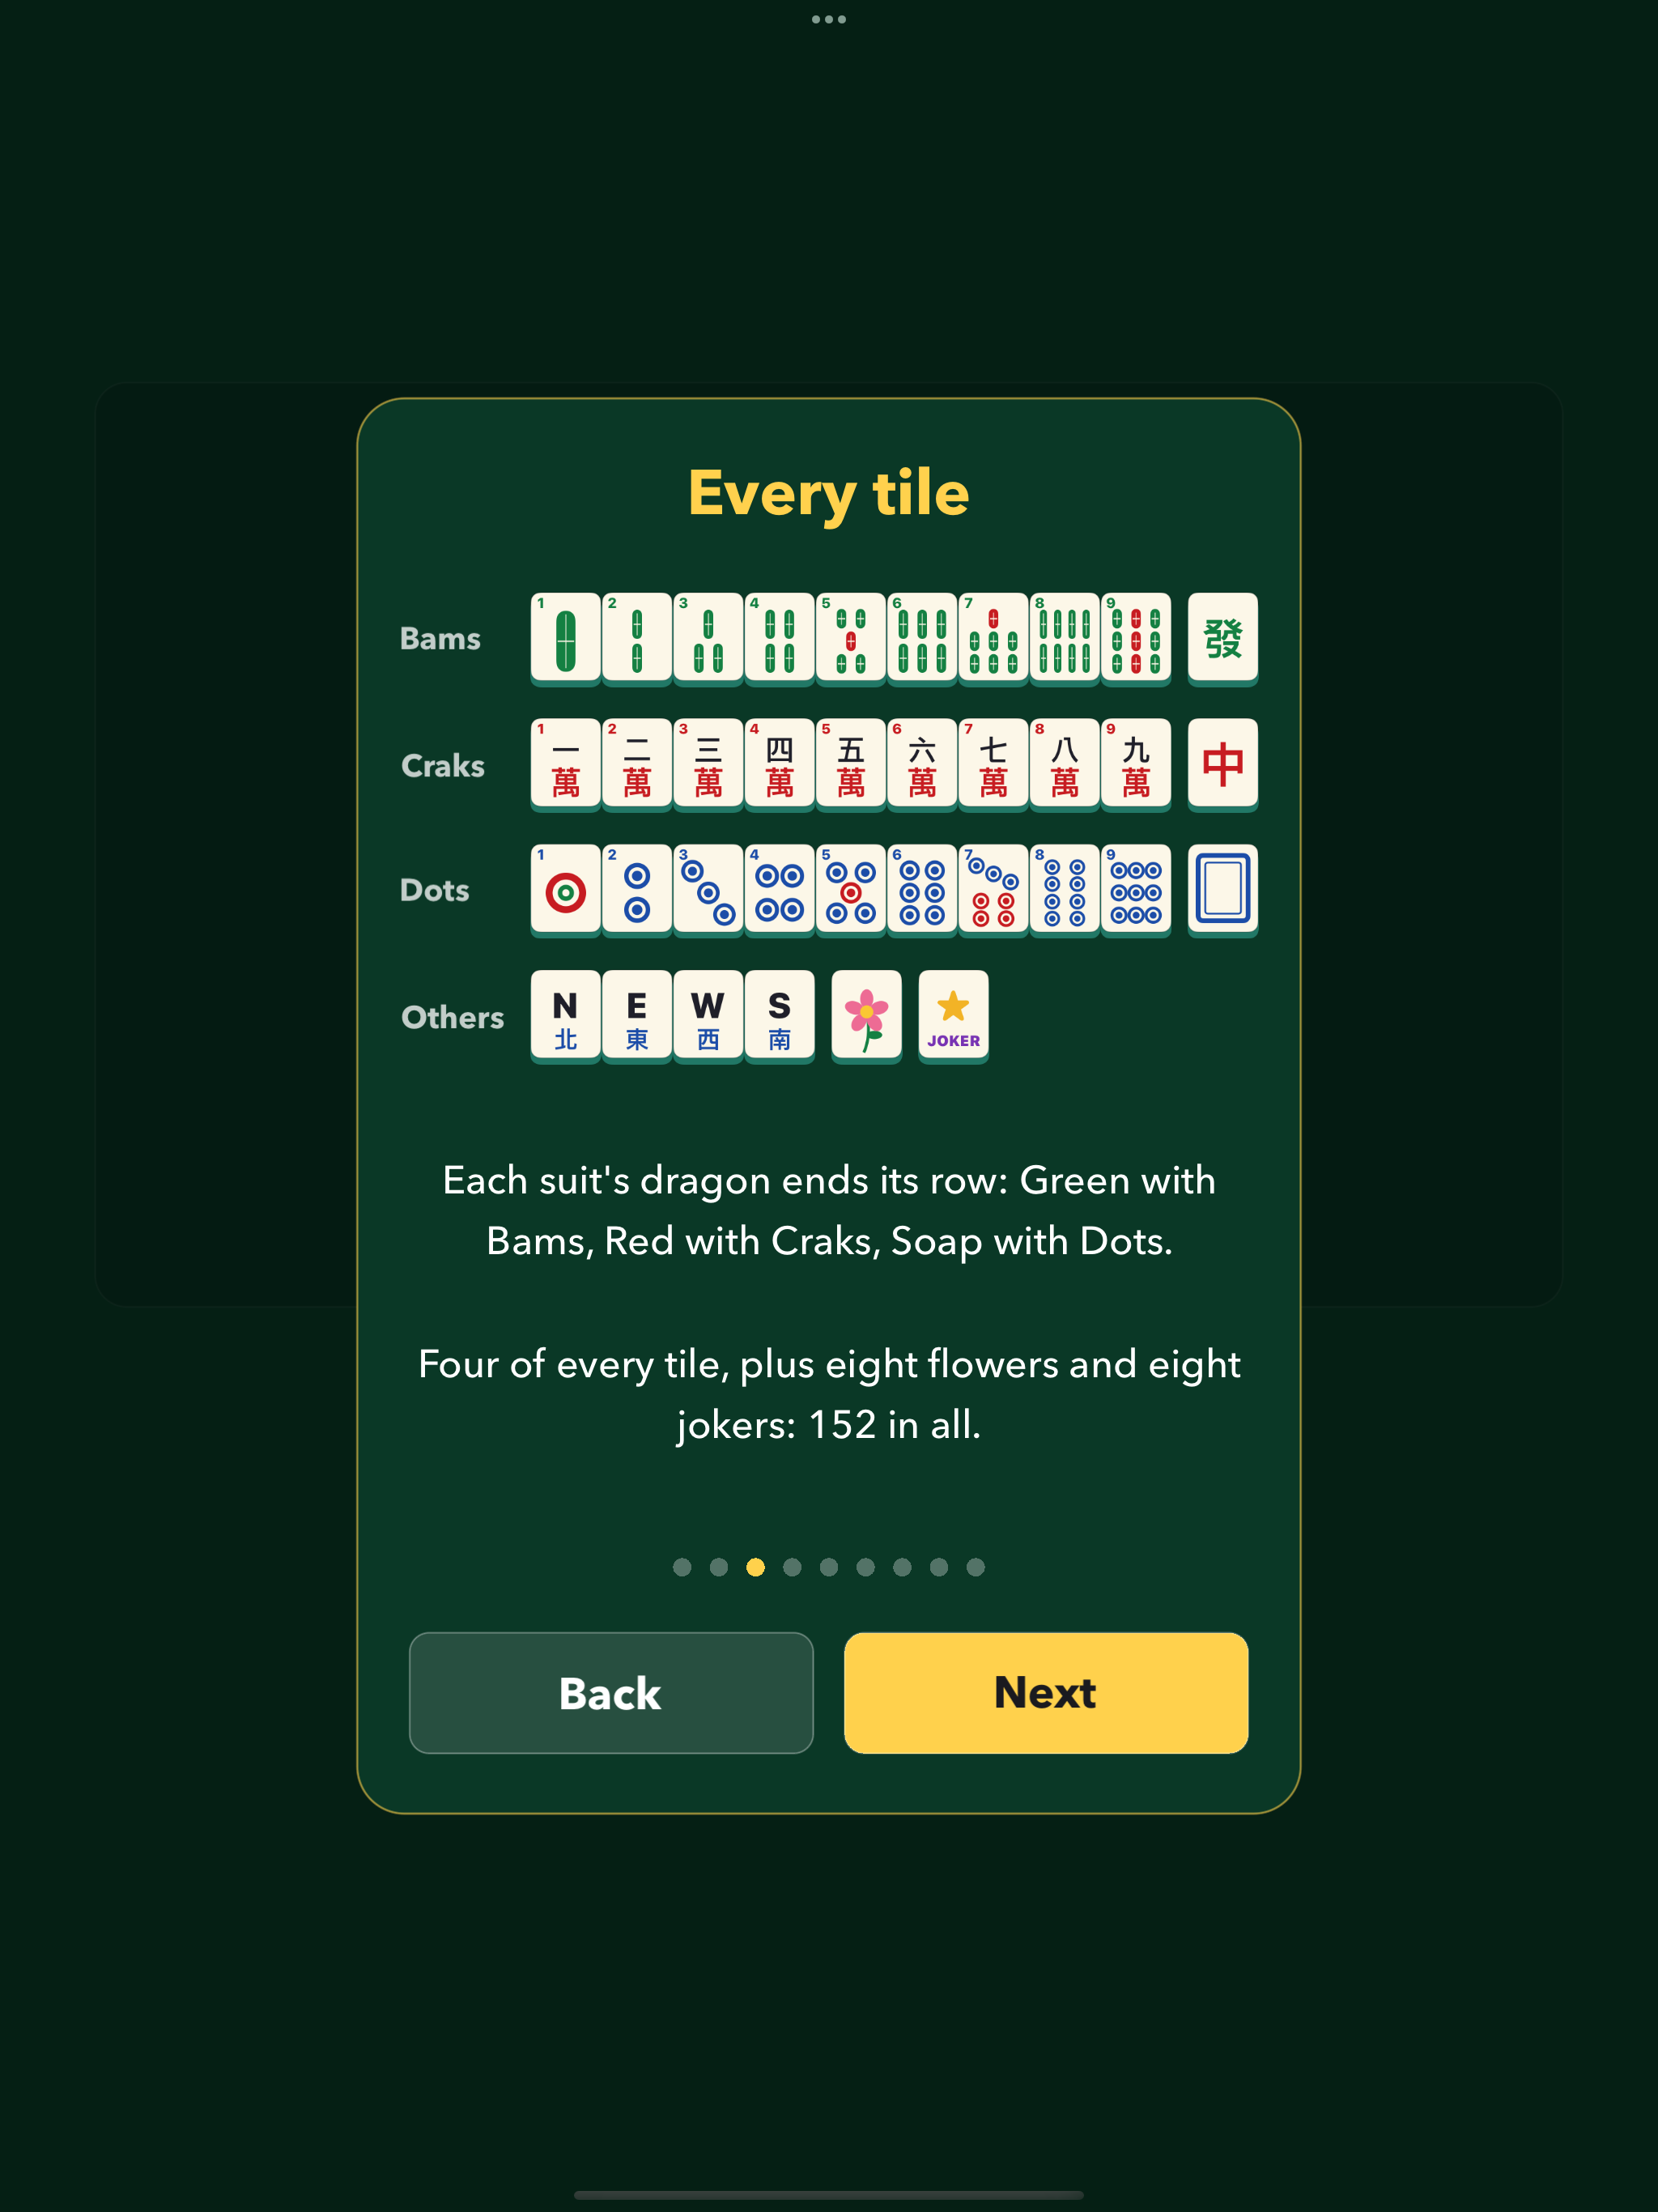 Every tile
Bams 1 2 3 4 5 6 7 8 9 發
Craks 1 2 3 4 5 6 7 8 9 中
一 二 三 四 五 六 七 八 九
萬 萬 萬 萬 萬 萬 萬 萬 萬
Dots 1 2 3 4 5 6 7 8 9
Others N E W S
北 東 西 南 JOKER
Each suit's dragon ends its row: Green with
Bams, Red with Craks, Soap with Dots.
Four of every tile, plus eight flowers and eight
jokers: 152 in all.
Back Next